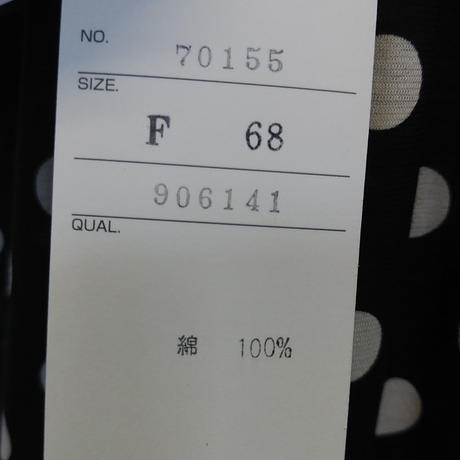 NO. 70155
SIZE.
F 68
906141
QUAL.
綿 100%